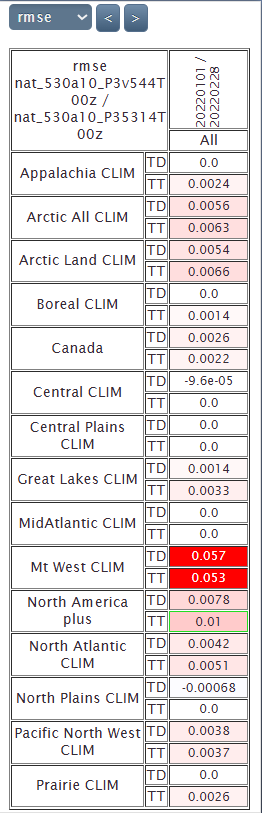 rmse < >
rmse
nat_530a10_P3v544T
00z /
nat_530a10_P35314T
00z
20220101 /
20220228
All
Appalachia CLIM TD 0.0
TT 0.0024
Arctic All CLIM TD 0.0056
TT 0.0063
Arctic Land CLIM TD 0.0054
TT 0.0066
Boreal CLIM TD 0.0
TT 0.0014
Canada TD 0.0026
TT 0.0022
Central CLIM TD -9.6e-05
TT 0.0
Central Plains
CLIM
TD 0.0
TT 0.0
Great Lakes CLIM TD 0.0014
TT 0.0033
MidAtlantic CLIM TD 0.0
TT 0.0
Mt West CLIM TD 0.057
TT 0.053
North America
plus
TD 0.0078
TT 0.01
North Atlantic
CLIM
TD 0.0042
TT 0.0051
North Plains CLIM TD -0.00068
TT 0.0
Pacific North West
CLIM
TD 0.0038
TT 0.0037
Prairie CLIM TD 0.0
TT 0.0026